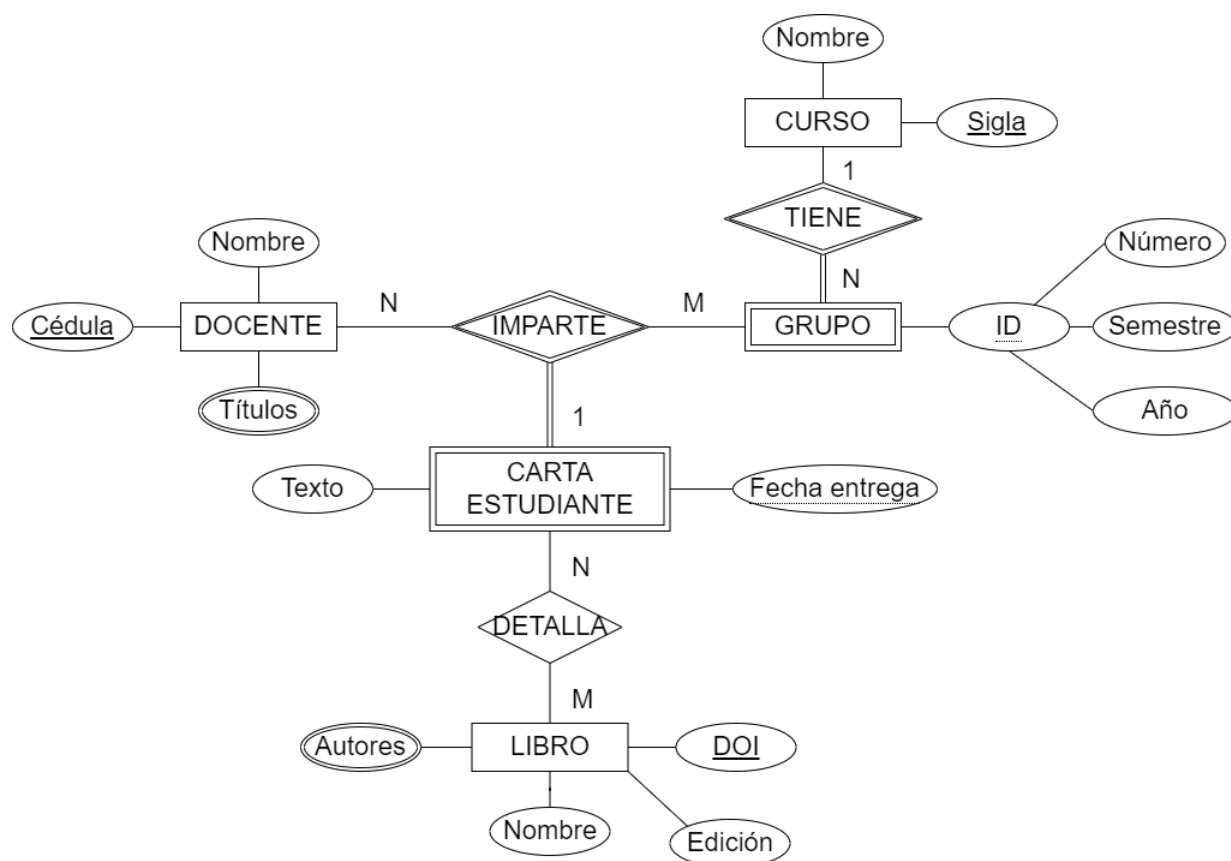 Nombre
CURSO
Sigla
1
TIENE
Nombre
Número
N
N
M
Cédula
DOCENTE
IMPARTE
GRUPO
ID
Semestre
Títulos
1
Año
CARTA
ESTUDIANTE
Texto
Fecha entrega
N
DETALLA
M
Autores
LIBRO
DOI
Nombre
Edición